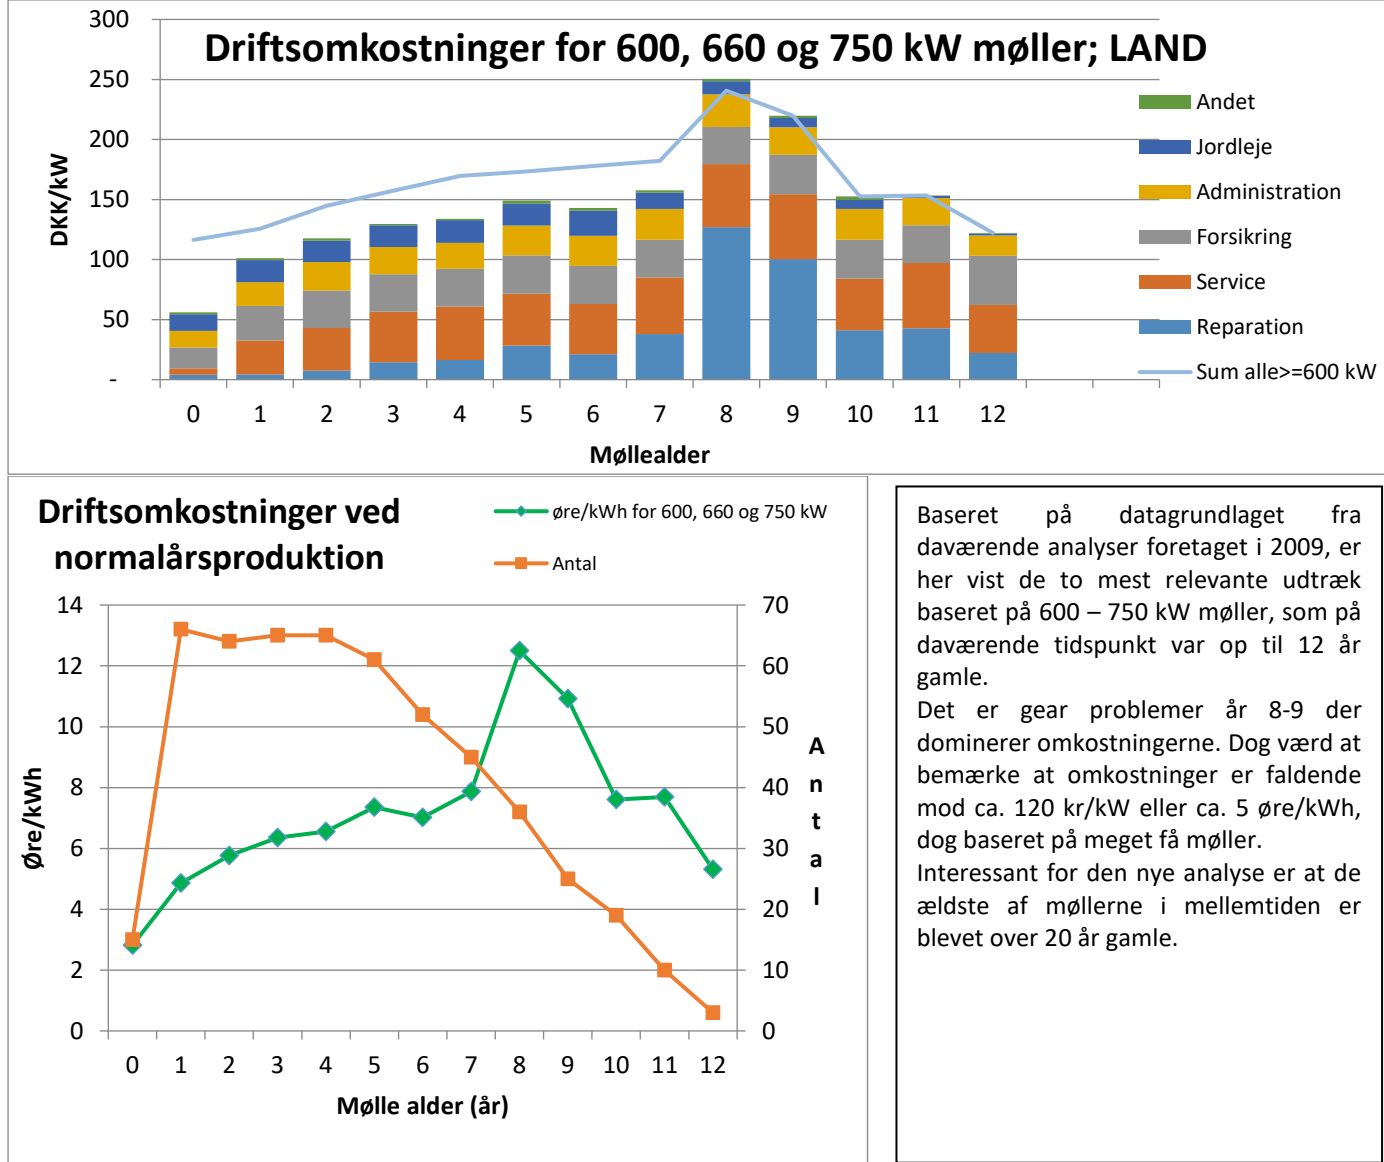 Driftsomkostninger for 600, 660 og 750 kW møller; LAND
300
250
200
150
100
50
-
DKK/kW
0 1 2 3 4 5 6 7 8 9 10 11 12
Møllealder
Andet
Jordleje
Administration
Forsikring
Service
Reparation
Sum alle>=600 kW
Driftsomkostninger ved
normalårsproduktion
øre/kWh for 600, 660 og 750 kW
Antal
14
12
10
8
6
4
2
0
Øre/kWh
70
60
50
40
30
20
10
0
A
n
t
a
l
0 1 2 3 4 5 6 7 8 9 10 11 12
Mølle alder (år)
Baseret på datagrundlaget fra
daværende analyser foretaget i 2009, er
her vist de to mest relevante udtræk
baseret på 600 – 750 kW møller, som på
daværende tidspunkt var op til 12 år
gamle.
Det er gear problemer år 8-9 der
dominerer omkostningerne. Dog værd at
bemærke at omkostninger er faldende
mod ca. 120 kr/kW eller ca. 5 øre/kWh,
dog baseret på meget få møller.
Interessant for den nye analyse er at de
ældste af møllerne i mellemtiden er
blevet over 20 år gamle.